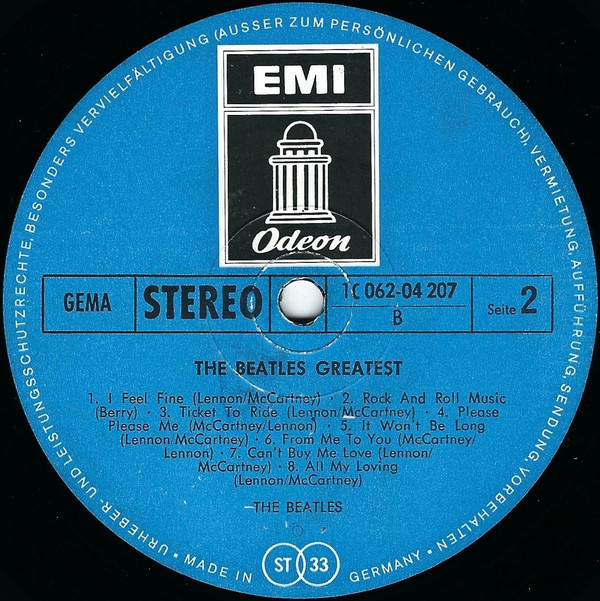 URHEBER- UND LEISTUNGSSCHUTZRECHTE, BESONDERS VERVIELFÄLTIGUNG (AUSSER ZUM PERSÖNLICHEN GEBRAUCH), VERMIETUNG, AUFFÜHRUNG, SENDUNG, VORBEHALTEN
EMI
Odeon
GEMA STEREO 1C 062-04 207 Seite 2
B
THE BEATLES GREATEST
1. I Feel Fine (Lennon/McCartney) · 2. Rock And Roll Music
(Berry) · 3. Ticket To Ride (Lennon/McCartney) · 4. Please
Please Me (McCartney/Lennon) · 5. It Won't Be Long
(Lennon/McCartney) · 6. From Me To You (McCartney/
Lennon) · 7. Can't Buy Me Love (Lennon/
McCartney) · 8. All My Loving
(Lennon/McCartney)
THE BEATLES
• MADE IN ST 33 GERMANY •